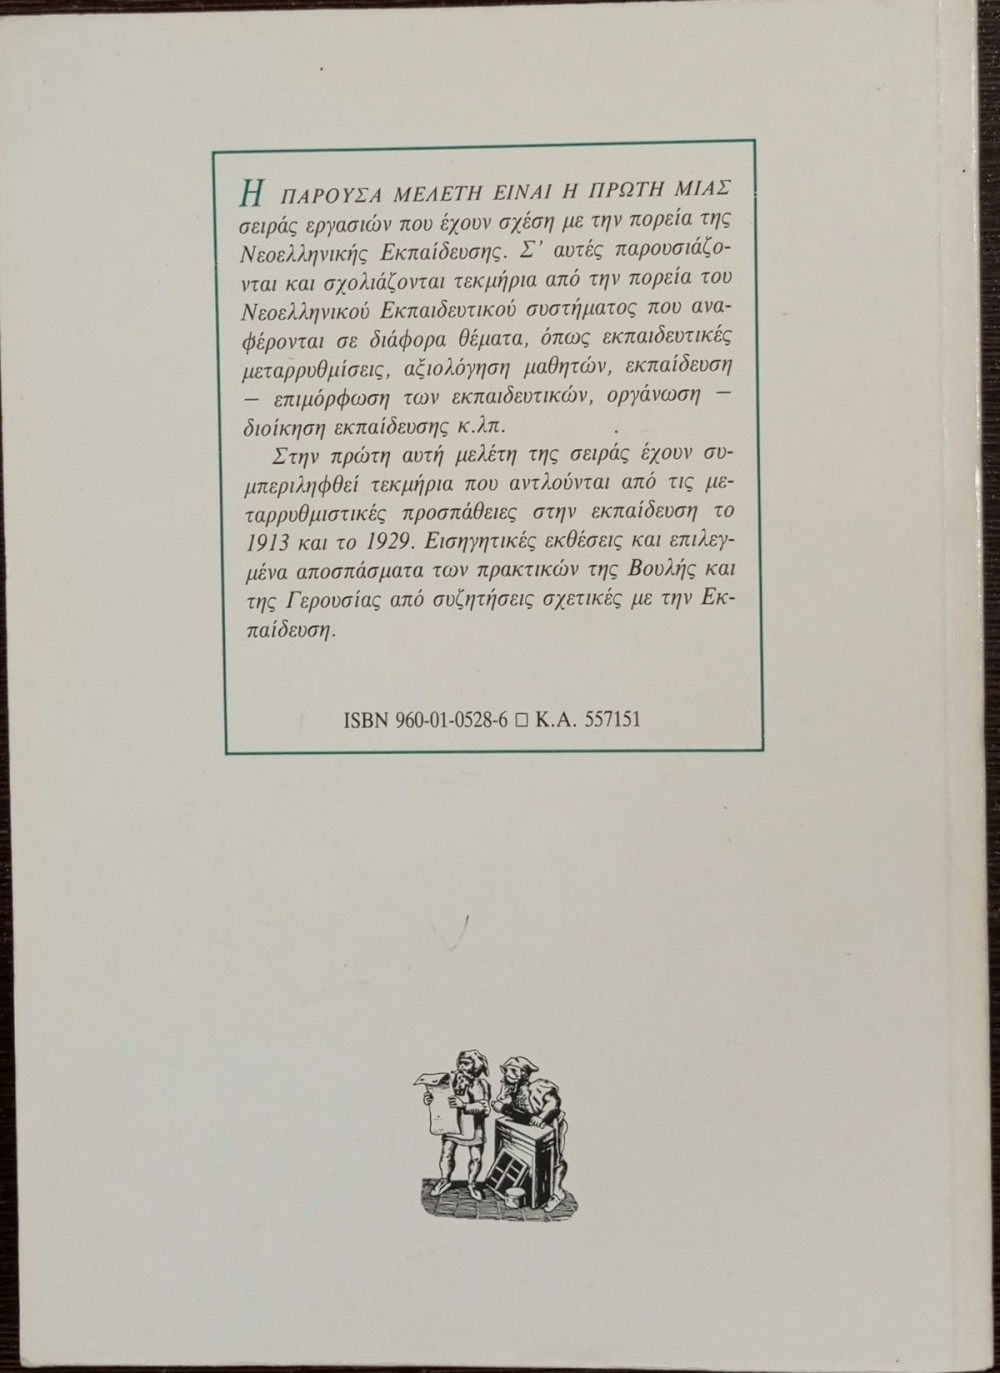 Η ΠΑΡΟΥΣΑ ΜΕΛΕΤΗ ΕΙΝΑΙ Η ΠΡΩΤΗ ΜΙΑΣ
σειράς εργασιών που έχουν σχέση με την πορεία της
Νεοελληνικής Εκπαίδευσης. Σ' αυτές παρουσιάζο-
νται και σχολιάζονται τεκμήρια από την πορεία του
Νεοελληνικού Εκπαιδευτικού συστήματος που ανα-
φέρονται σε διάφορα θέματα, όπως εκπαιδευτικές
μεταρρυθμίσεις, αξιολόγηση μαθητών, εκπαίδευση
– επιμόρφωση των εκπαιδευτικών, οργάνωση –
διοίκηση εκπαίδευσης κ.λπ.
Στην πρώτη αυτή μελέτη της σειράς έχουν συ-
μπεριληφθεί τεκμήρια που αντλούνται από τις με-
ταρρυθμιστικές προσπάθειες στην εκπαίδευση το
1913 και το 1929. Εισηγητικές εκθέσεις και επιλεγ-
μένα αποσπάσματα των πρακτικών της Βουλής και
της Γερουσίας από συζητήσεις σχετικές με την Εκ-
παίδευση.
ISBN 960-01-0528-6 □ Κ.Α. 557151